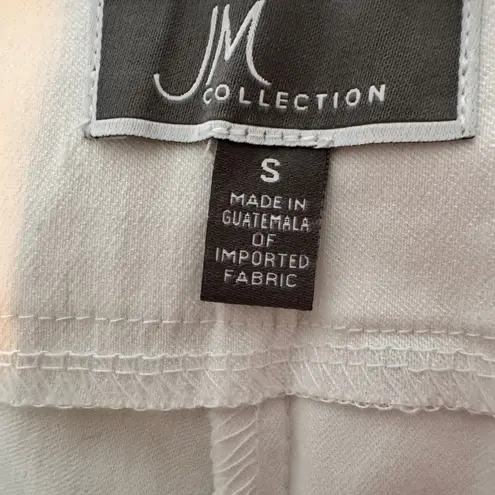 JM
COLLECTION
S
MADE IN
GUATEMALA
OF
IMPORTED
FABRIC